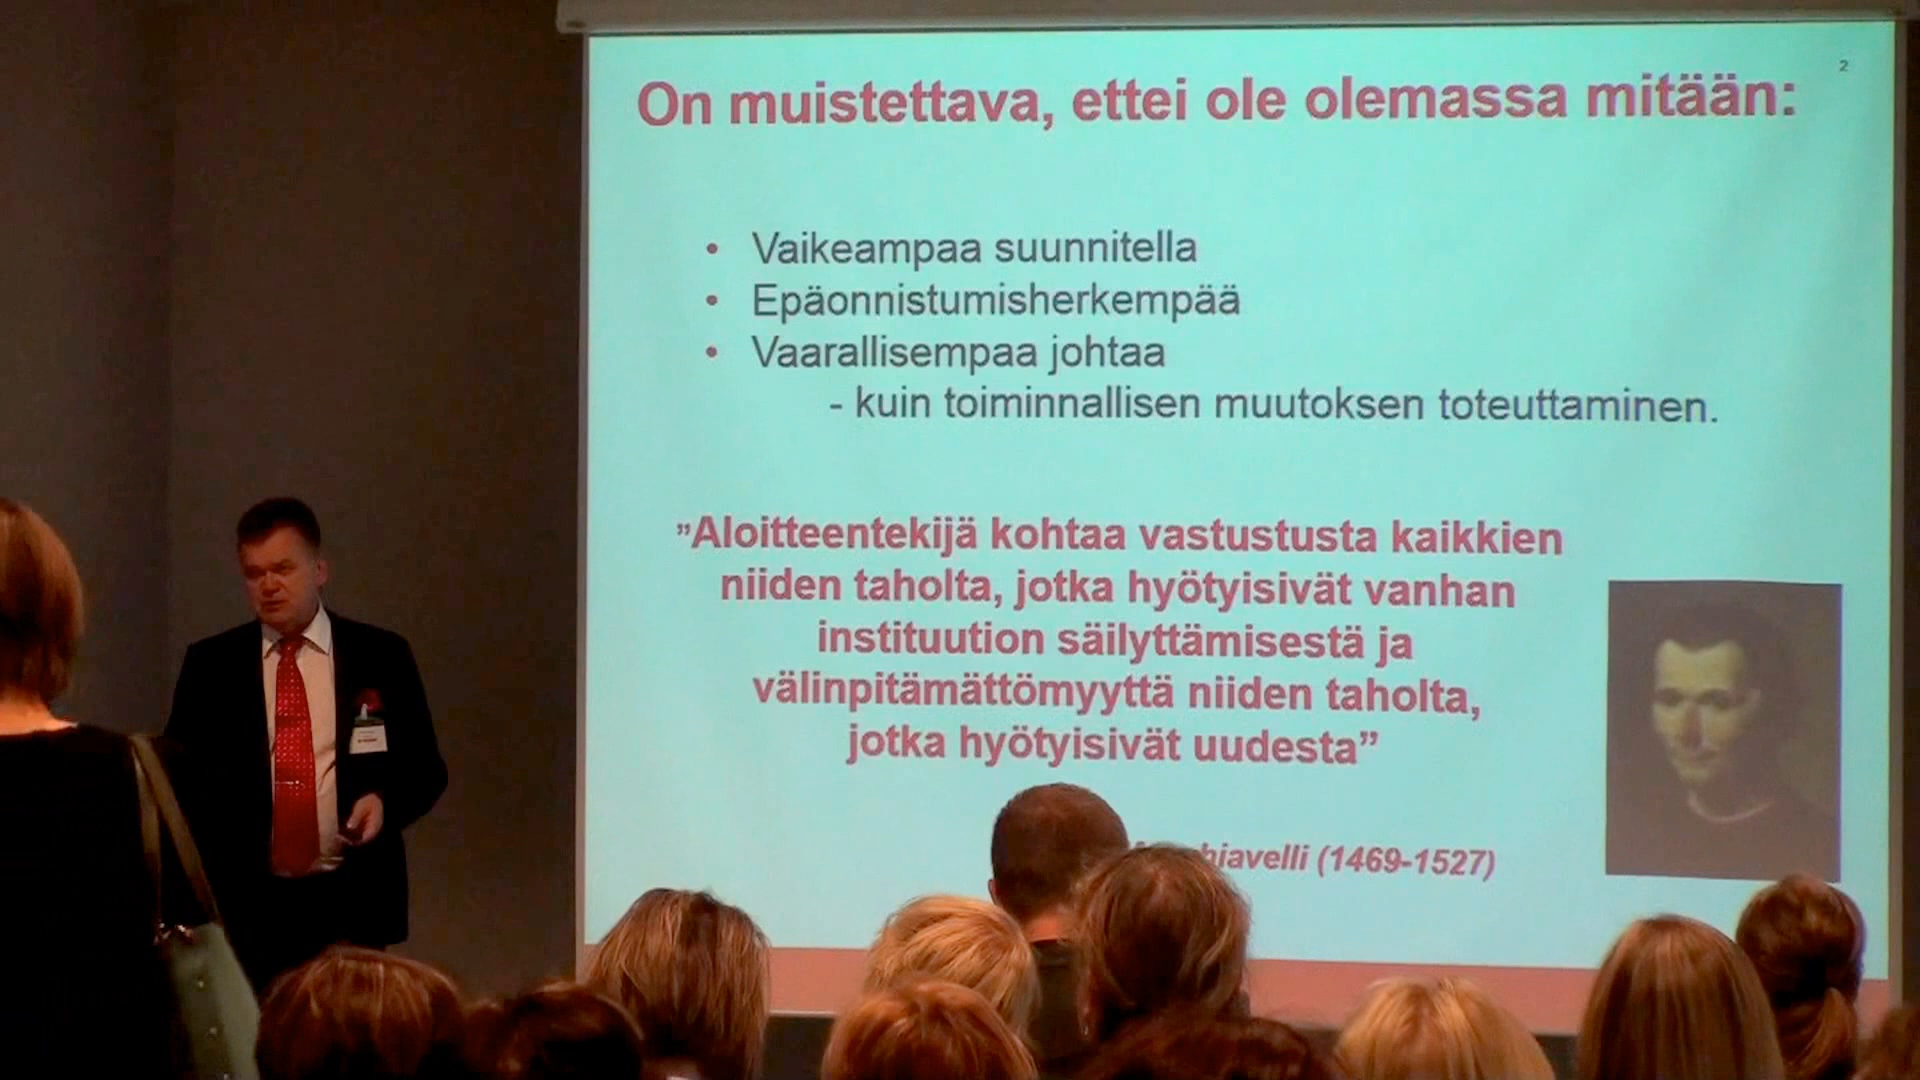 2
On muistettava, ettei ole olemassa mitään:
• Vaikeampaa suunnitella
• Epäonnistumisherkempää
• Vaarallisempaa johtaa
- kuin toiminnallisen muutoksen toteuttaminen.
”Aloitteentekijä kohtaa vastustusta kaikkien
niiden taholta, jotka hyötyisivät vanhan
instituution säilyttämisestä ja
välinpitämättömyyttä niiden taholta,
jotka hyötyisivät uudesta”
(1469-1527)